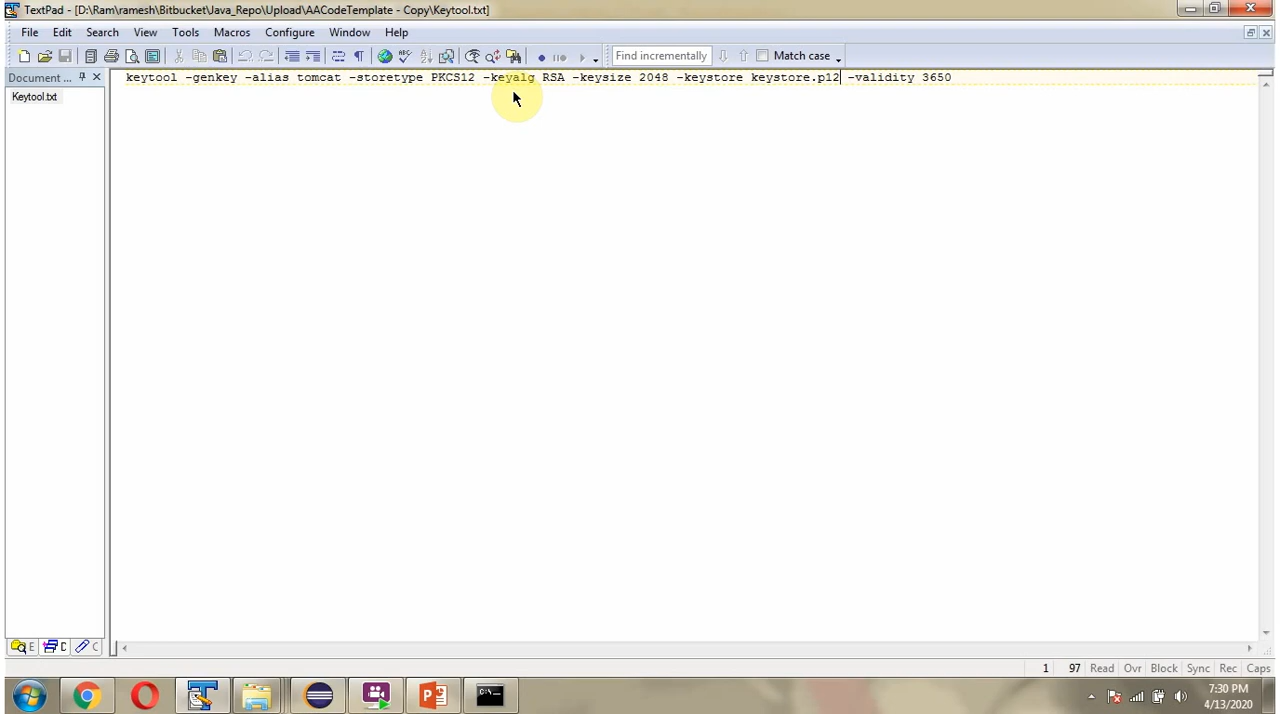 TextPad - [D:\Ram\ramesh\Bitbucket\Java_Repo\Upload\AACodeTemplate - Copy\Keytool.txt]
File Edit Search View Tools Macros Configure Window Help
Find incrementally Match case
Document ...
keytool -genkey -alias tomcat -storetype PKCS12 -keyalg RSA -keysize 2048 -keystore keystore.p12 -validity 3650
Keytool.txt
E D C
1 97 Read Ovr Block Sync Rec Caps
7:30 PM
4/13/2020